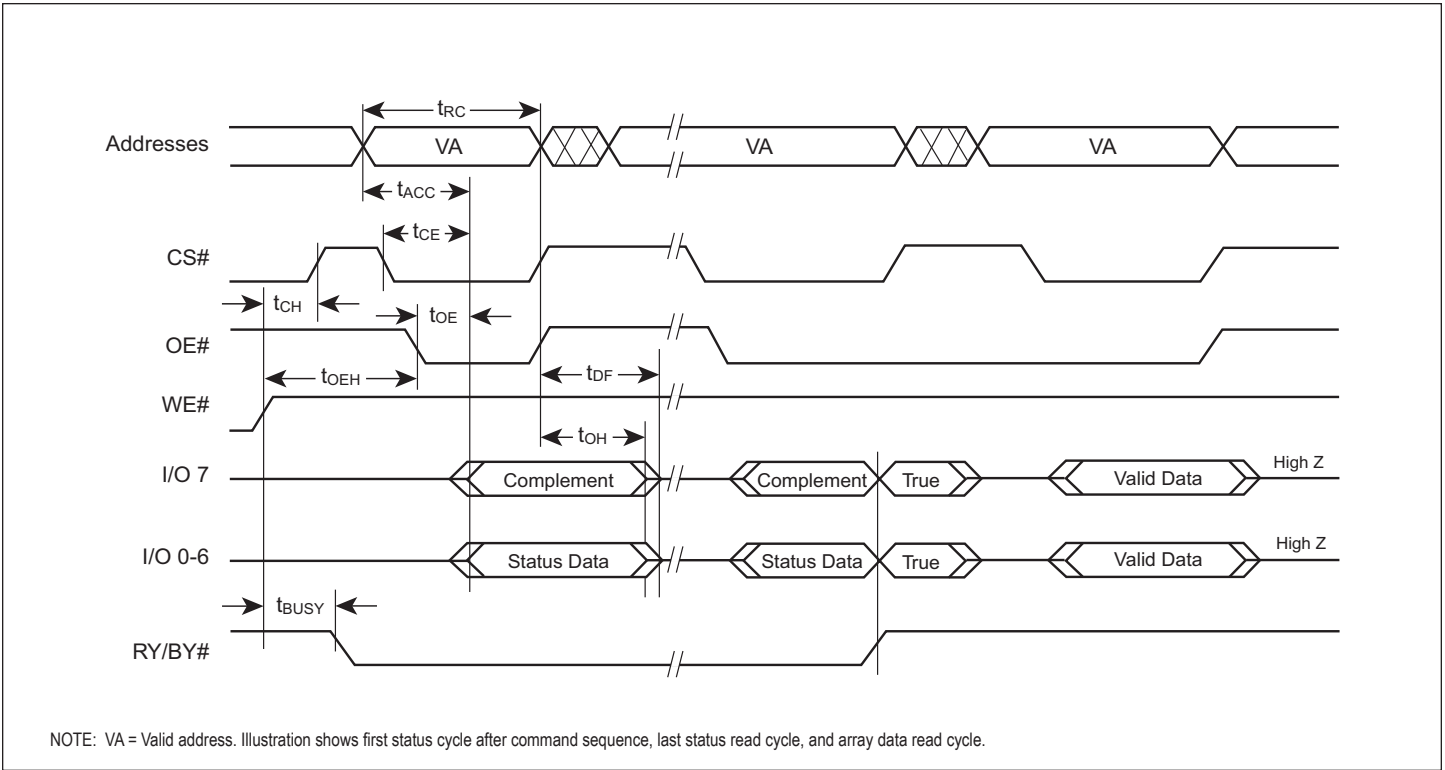 tRC
Addresses VA VA VA
tACC
tCE
CS#
tCH tOE
OE#
tOEH tDF
WE#
tOH
I/O 7 Complement Complement True Valid Data High Z
I/O 0-6 Status Data Status Data True Valid Data High Z
tBUSY
RY/BY#
NOTE: VA = Valid address. Illustration shows first status cycle after command sequence, last status read cycle, and array data read cycle.